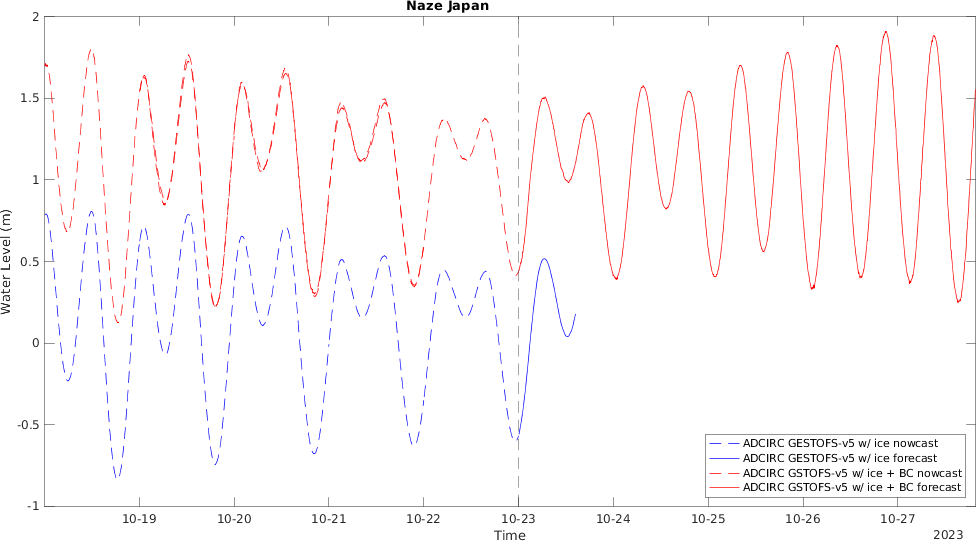 Naze Japan
2
1.5
1
0.5
0
-0.5
-1
Water Level (m)
10-19
10-20
10-21
10-22
10-23
10-24
10-25
10-26
10-27
Time
2023
ADCIRC GESTOFS-v5 w/ ice nowcast
ADCIRC GESTOFS-v5 w/ ice forecast
ADCIRC GSTOFS-v5 w/ ice + BC nowcast
ADCIRC GSTOFS-v5 w/ ice + BC forecast